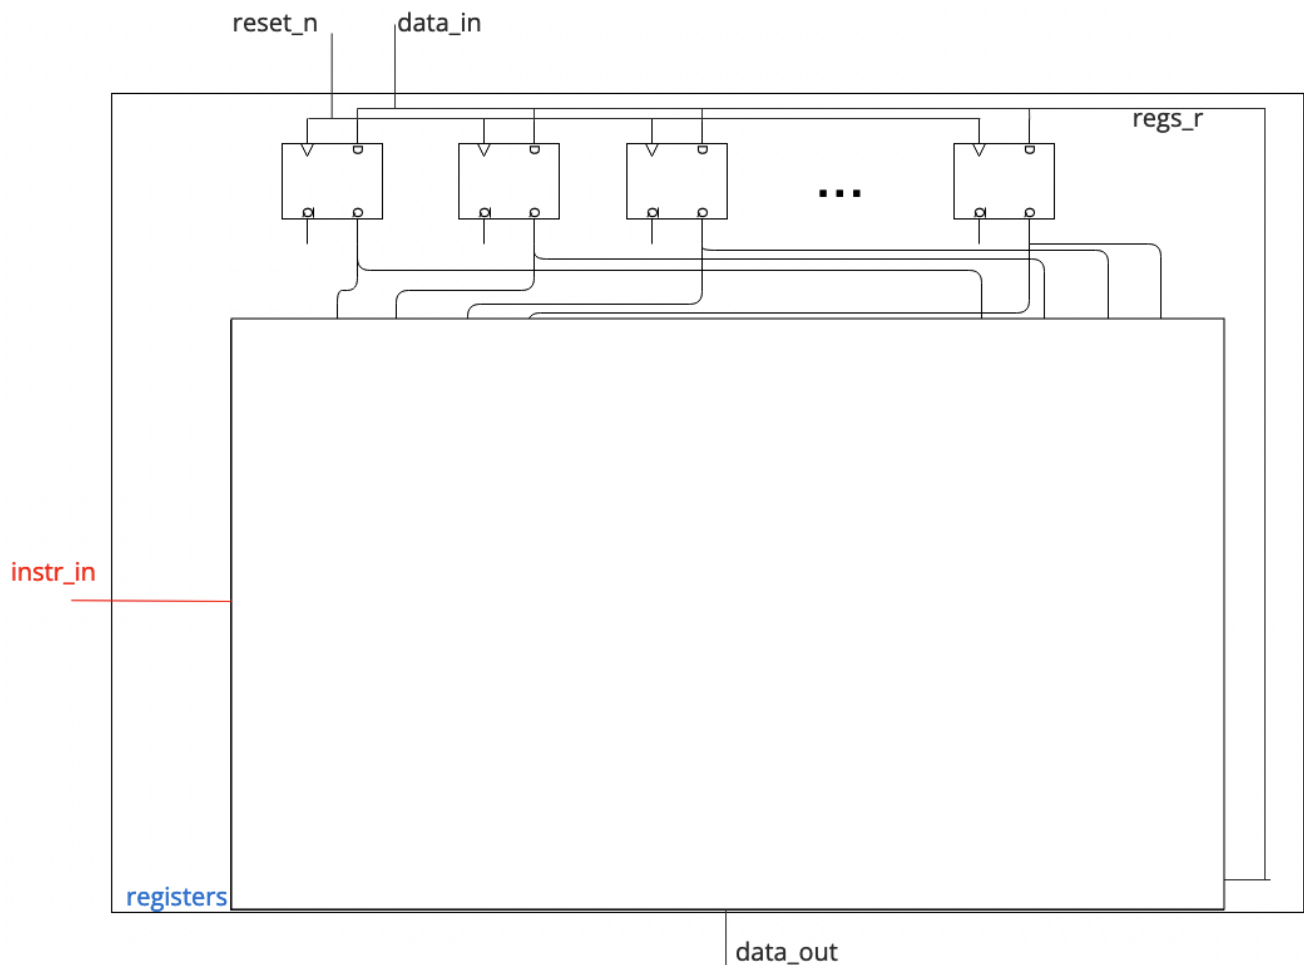 reset_n
data_in
regs_r
D Q Q
D Q Q
D Q Q
...
D Q Q
instr_in
registers
data_out